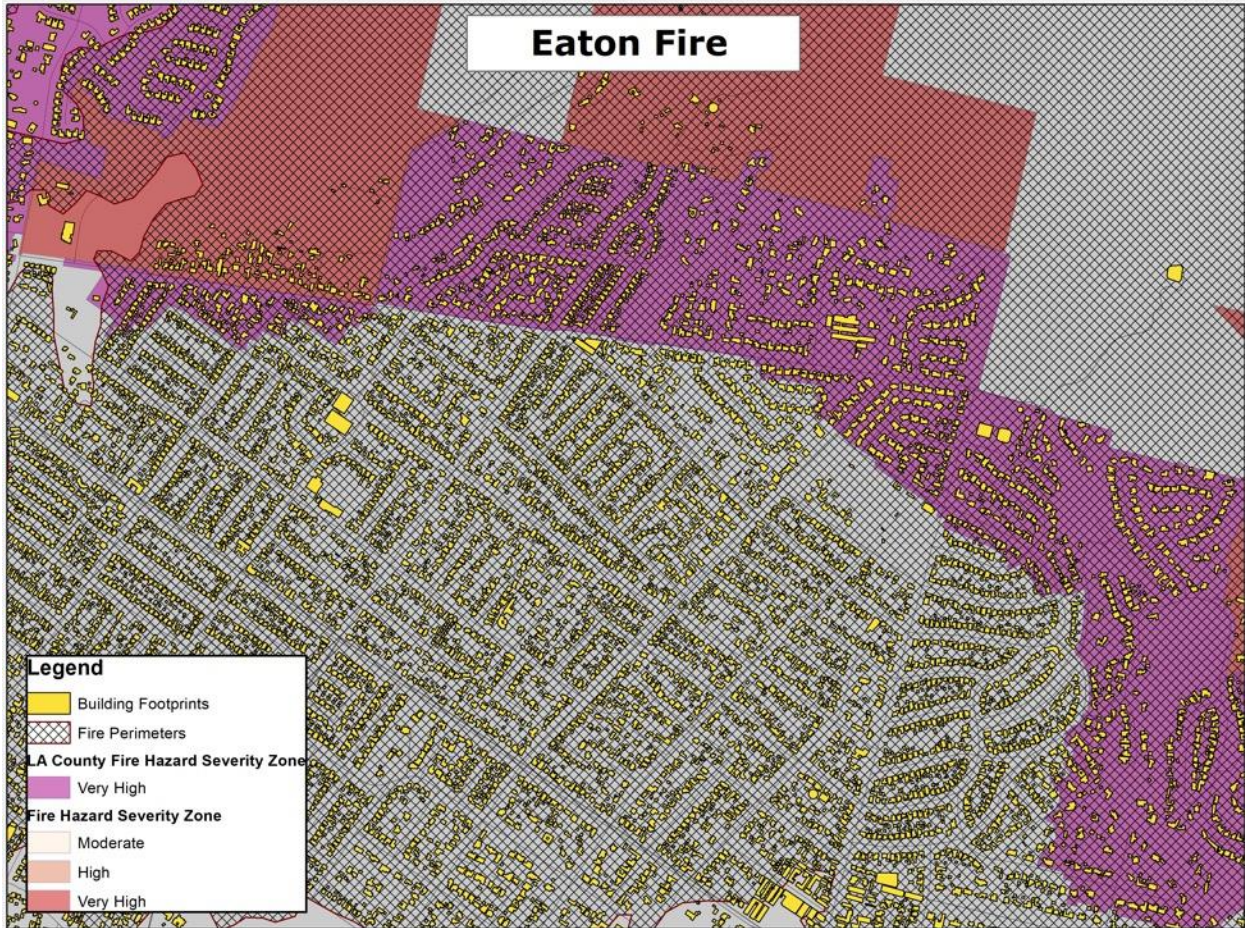 Eaton Fire
Legend
Building Footprints
Fire Perimeters
LA County Fire Hazard Severity Zone
Very High
Fire Hazard Severity Zone
Moderate
High
Very High